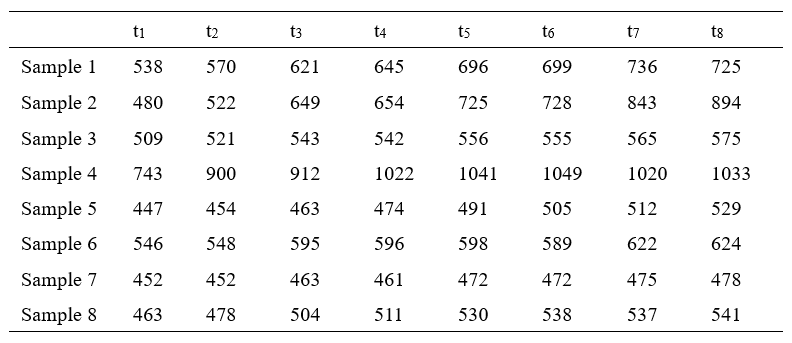 t₁ t₂ t₃ t₄ t₅ t₆ t₇ t₈
Sample 1 538 570 621 645 696 699 736 725
Sample 2 480 522 649 654 725 728 843 894
Sample 3 509 521 543 542 556 555 565 575
Sample 4 743 900 912 1022 1041 1049 1020 1033
Sample 5 447 454 463 474 491 505 512 529
Sample 6 546 548 595 596 598 589 622 624
Sample 7 452 452 463 461 472 472 475 478
Sample 8 463 478 504 511 530 538 537 541